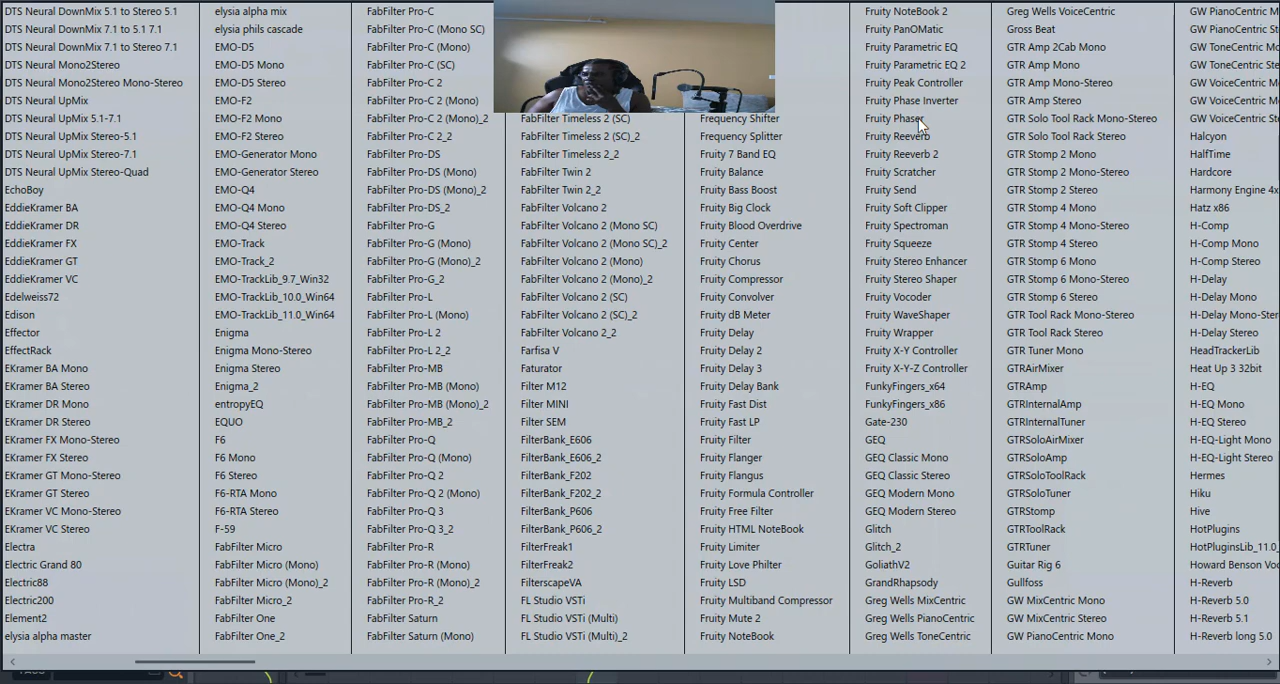 DTS Neural DownMix 5.1 to Stereo 5.1
DTS Neural DownMix 7.1 to 5.1 7.1
DTS Neural DownMix 7.1 to Stereo 7.1
DTS Neural Mono2Stereo
DTS Neural Mono2Stereo Mono-Stereo
DTS Neural UpMix
DTS Neural UpMix 5.1-7.1
DTS Neural UpMix Stereo-5.1
DTS Neural UpMix Stereo-7.1
DTS Neural UpMix Stereo-Quad
EchoBoy
EddieKramer BA
EddieKramer DR
EddieKramer FX
EddieKramer GT
EddieKramer VC
Edelweiss72
Edison
Effector
EffectRack
EKramer BA Mono
EKramer BA Stereo
EKramer DR Mono
EKramer DR Stereo
EKramer FX Mono-Stereo
EKramer FX Stereo
EKramer GT Mono-Stereo
EKramer GT Stereo
EKramer VC Mono-Stereo
EKramer VC Stereo
Electra
Electric Grand 80
Electric88
Electric200
Element2
elysia alpha master
elysia alpha mix
elysia phils cascade
EMO-D5
EMO-D5 Mono
EMO-D5 Stereo
EMO-F2
EMO-F2 Mono
EMO-F2 Stereo
EMO-Generator Mono
EMO-Generator Stereo
EMO-Q4
EMO-Q4 Mono
EMO-Q4 Stereo
EMO-Track
EMO-Track_2
EMO-TrackLib_9.7_Win32
EMO-TrackLib_10.0_Win64
EMO-TrackLib_11.0_Win64
Enigma
Enigma Mono-Stereo
Enigma Stereo
Enigma_2
entropyEQ
EQUO
F6
F6 Mono
F6 Stereo
F6-RTA Mono
F6-RTA Stereo
F-59
FabFilter Micro
FabFilter Micro (Mono)
FabFilter Micro (Mono)_2
FabFilter Micro_2
FabFilter One
FabFilter One_2
FabFilter Pro-C
FabFilter Pro-C (Mono SC)
FabFilter Pro-C (Mono)
FabFilter Pro-C (SC)
FabFilter Pro-C 2
FabFilter Pro-C 2 (Mono)
FabFilter Pro-C 2 (Mono)_2
FabFilter Pro-C 2_2
FabFilter Pro-DS
FabFilter Pro-DS (Mono)
FabFilter Pro-DS (Mono)_2
FabFilter Pro-DS_2
FabFilter Pro-G
FabFilter Pro-G (Mono)
FabFilter Pro-G (Mono)_2
FabFilter Pro-G_2
FabFilter Pro-L
FabFilter Pro-L (Mono)
FabFilter Pro-L 2
FabFilter Pro-L 2_2
FabFilter Pro-MB
FabFilter Pro-MB (Mono)
FabFilter Pro-MB (Mono)_2
FabFilter Pro-MB_2
FabFilter Pro-Q
FabFilter Pro-Q (Mono)
FabFilter Pro-Q 2
FabFilter Pro-Q 2 (Mono)
FabFilter Pro-Q 3
FabFilter Pro-Q 3_2
FabFilter Pro-R
FabFilter Pro-R (Mono)
FabFilter Pro-R (Mono)_2
FabFilter Pro-R_2
FabFilter Saturn
FabFilter Saturn (Mono)
FabFilter Timeless 2 (SC)
FabFilter Timeless 2 (SC)_2
FabFilter Timeless 2_2
FabFilter Twin 2
FabFilter Twin 2_2
FabFilter Volcano 2
FabFilter Volcano 2 (Mono SC)
FabFilter Volcano 2 (Mono SC)_2
FabFilter Volcano 2 (Mono)
FabFilter Volcano 2 (Mono)_2
FabFilter Volcano 2 (SC)
FabFilter Volcano 2 (SC)_2
FabFilter Volcano 2_2
Farfisa V
Faturator
Filter M12
Filter MINI
Filter SEM
FilterBank_E606
FilterBank_E606_2
FilterBank_F202
FilterBank_F202_2
FilterBank_P606
FilterBank_P606_2
FilterFreak1
FilterFreak2
FilterscapeVA
FL Studio VSTi
FL Studio VSTi (Multi)
FL Studio VSTi (Multi)_2
Frequency Shifter
Frequency Splitter
Fruity 7 Band EQ
Fruity Balance
Fruity Bass Boost
Fruity Big Clock
Fruity Blood Overdrive
Fruity Center
Fruity Chorus
Fruity Compressor
Fruity Convolver
Fruity dB Meter
Fruity Delay
Fruity Delay 2
Fruity Delay 3
Fruity Delay Bank
Fruity Fast Dist
Fruity Fast LP
Fruity Filter
Fruity Flanger
Fruity Flangus
Fruity Formula Controller
Fruity Free Filter
Fruity HTML NoteBook
Fruity Limiter
Fruity Love Philter
Fruity LSD
Fruity Multiband Compressor
Fruity Mute 2
Fruity NoteBook
Fruity NoteBook 2
Fruity PanOMatic
Fruity Parametric EQ
Fruity Parametric EQ 2
Fruity Peak Controller
Fruity Phase Inverter
Fruity Phaser
Fruity Reeverb
Fruity Reeverb 2
Fruity Scratcher
Fruity Send
Fruity Soft Clipper
Fruity Spectroman
Fruity Squeeze
Fruity Stereo Enhancer
Fruity Stereo Shaper
Fruity Vocoder
Fruity WaveShaper
Fruity Wrapper
Fruity X-Y Controller
Fruity X-Y-Z Controller
FunkyFingers_x64
FunkyFingers_x86
Gate-230
GEQ
GEQ Classic Mono
GEQ Classic Stereo
GEQ Modern Mono
GEQ Modern Stereo
Glitch
Glitch_2
GoliathV2
GrandRhapsody
Greg Wells MixCentric
Greg Wells PianoCentric
Greg Wells ToneCentric
Greg Wells VoiceCentric
Gross Beat
GTR Amp 2Cab Mono
GTR Amp Mono
GTR Amp Mono-Stereo
GTR Amp Stereo
GTR Solo Tool Rack Mono-Stereo
GTR Solo Tool Rack Stereo
GTR Stomp 2 Mono
GTR Stomp 2 Mono-Stereo
GTR Stomp 2 Stereo
GTR Stomp 4 Mono
GTR Stomp 4 Mono-Stereo
GTR Stomp 4 Stereo
GTR Stomp 6 Mono
GTR Stomp 6 Mono-Stereo
GTR Stomp 6 Stereo
GTR Tool Rack Mono-Stereo
GTR Tool Rack Stereo
GTR Tuner Mono
GTRAirMixer
GTRAmp
GTRInternalAmp
GTRInternalTuner
GTRSoloAirMixer
GTRSoloAmp
GTRSoloToolRack
GTRSoloTuner
GTRStomp
GTRToolRack
GTRTuner
Guitar Rig 6
Gullfoss
GW MixCentric Mono
GW MixCentric Stereo
GW PianoCentric Mono
GW PianoCentric M
GW PianoCentric S
GW ToneCentric M
GW ToneCentric Ste
GW VoiceCentric M
GW VoiceCentric M
GW VoiceCentric S
Halcyon
HalfTime
Hardcore
Harmony Engine 4x
Hatz x86
H-Comp
H-Comp Mono
H-Comp Stereo
H-Delay
H-Delay Mono
H-Delay Mono-Ster
H-Delay Stereo
HeadTrackerLib
Heat Up 3 32bit
H-EQ
H-EQ Mono
H-EQ Stereo
H-EQ-Light Mono
H-EQ-Light Stereo
Hermes
Hiku
Hive
HotPlugins
HotPluginsLib_11.0_
Howard Benson Voc
H-Reverb
H-Reverb 5.0
H-Reverb 5.1
H-Reverb long 5.0